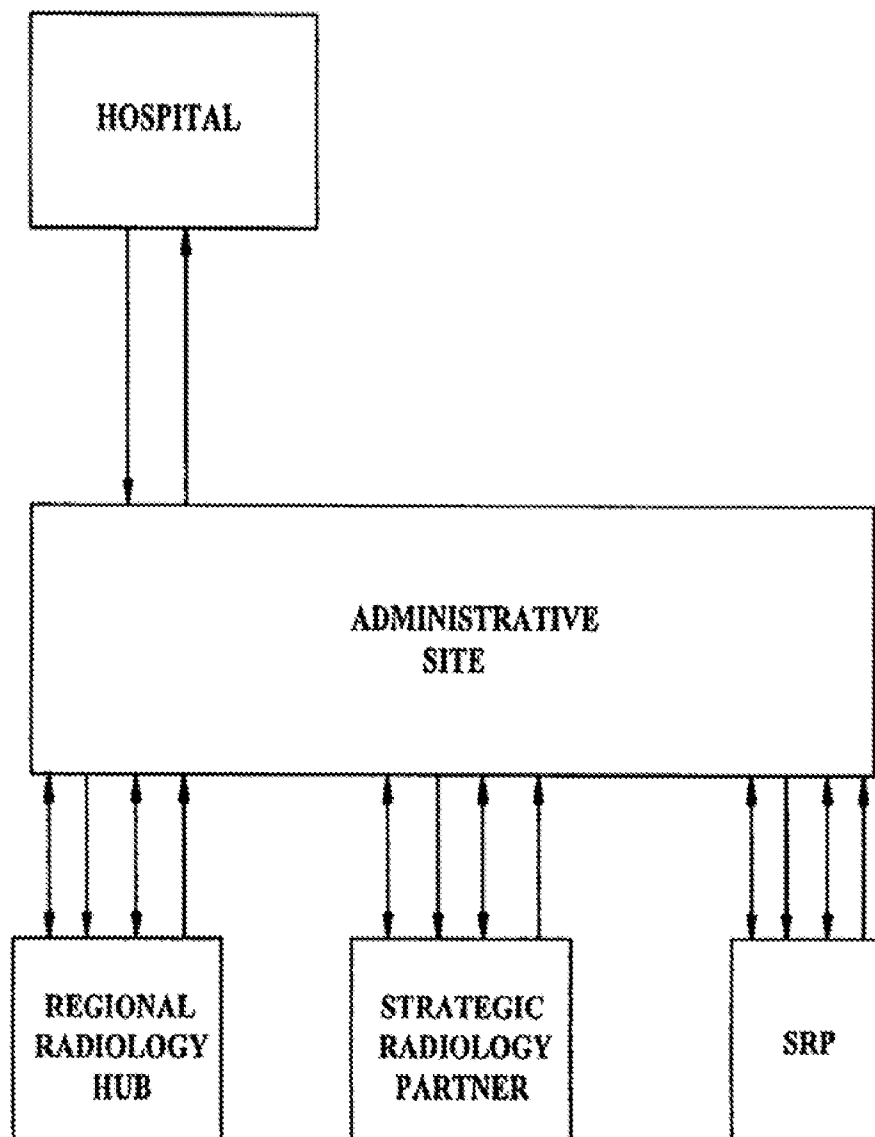 HOSPITAL
ADMINISTRATIVE
SITE
REGIONAL
RADIOLOGY
HUB
STRATEGIC
RADIOLOGY
PARTNER
SRP